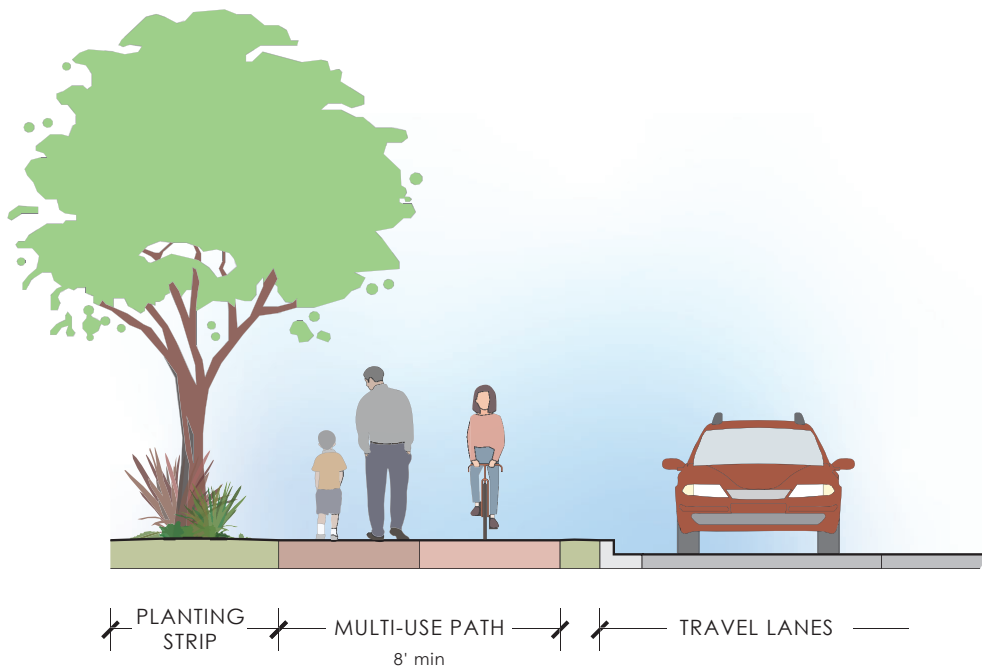 PLANTING
STRIP
MULTI-USE PATH
8' min
TRAVEL LANES